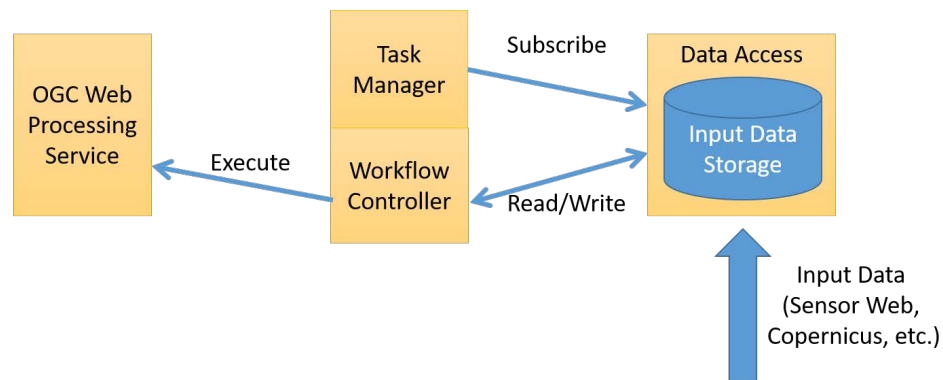 OGC Web
Processing
Service
Execute
Task
Manager
Workflow
Controller
Subscribe
Read/Write
Data Access
Input Data
Storage
Input Data
(Sensor Web,
Copernicus, etc.)